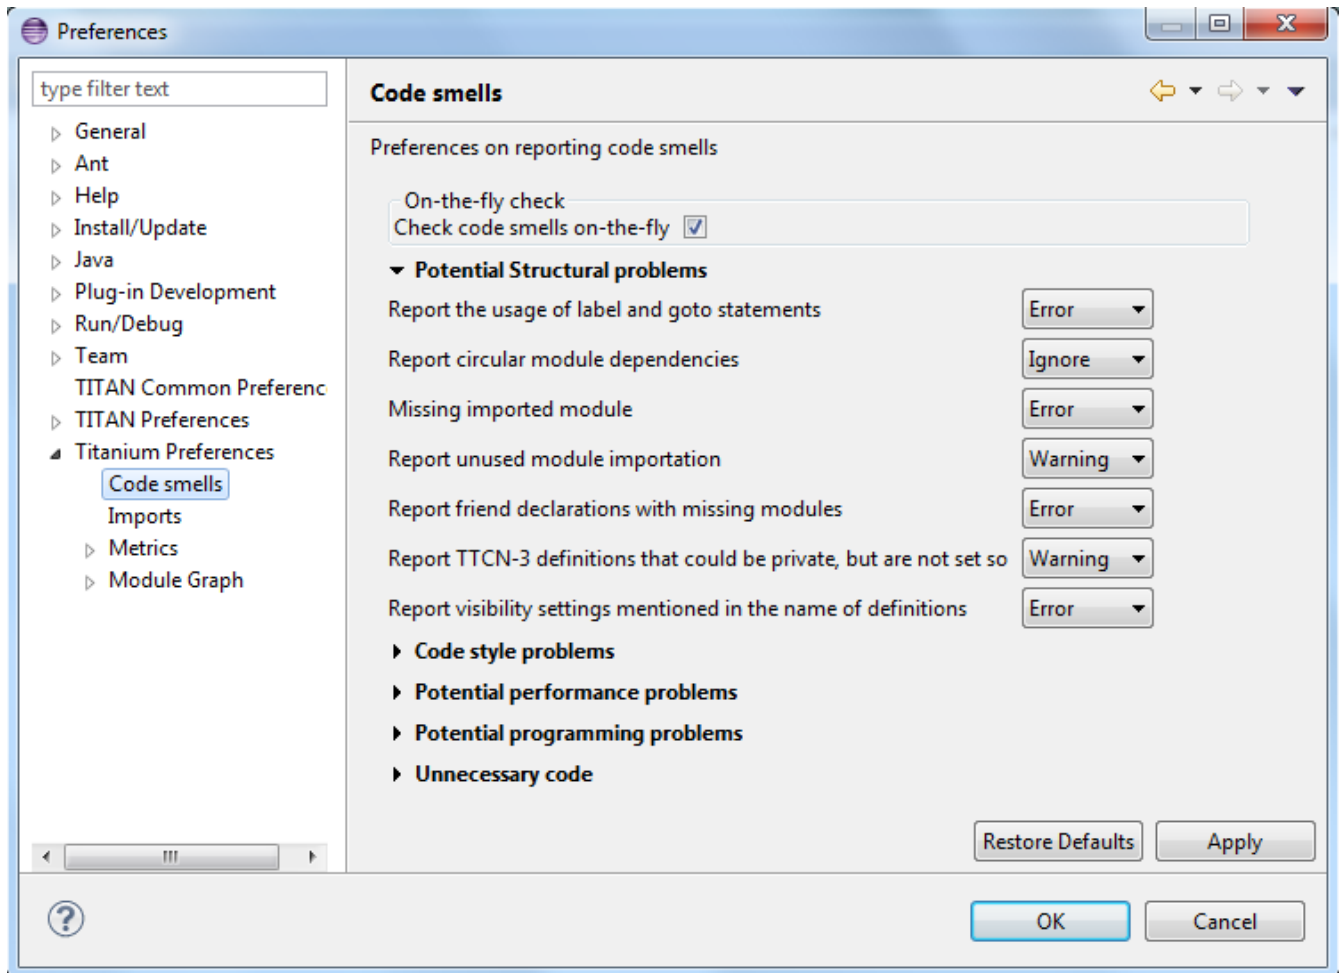 Preferences
type filter text
General
Ant
Help
Install/Update
Java
Plug-in Development
Run/Debug
Team
TITAN Common Preferenc
TITAN Preferences
Titanium Preferences
Code smells
Imports
Metrics
Module Graph
Code smells
Preferences on reporting code smells
On-the-fly check
Check code smells on-the-fly
Potential Structural problems
Report the usage of label and goto statements Error
Report circular module dependencies Ignore
Missing imported module Error
Report unused module importation Warning
Report friend declarations with missing modules Error
Report TTCN-3 definitions that could be private, but are not set so Warning
Report visibility settings mentioned in the name of definitions Error
Code style problems
Potential performance problems
Potential programming problems
Unnecessary code
Restore Defaults Apply
OK Cancel